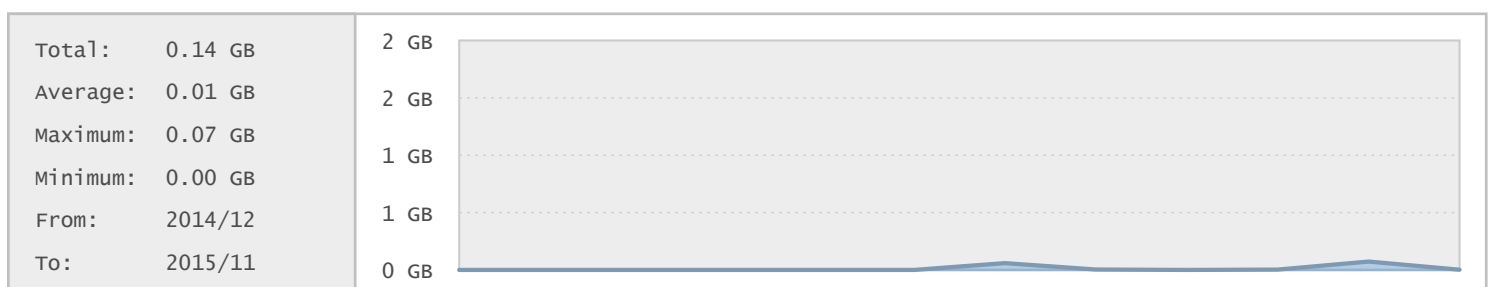 Total: 0.14 GB
Average: 0.01 GB
Maximum: 0.07 GB
Minimum: 0.00 GB
From: 2014/12
To: 2015/11
2 GB
2 GB
1 GB
1 GB
0 GB